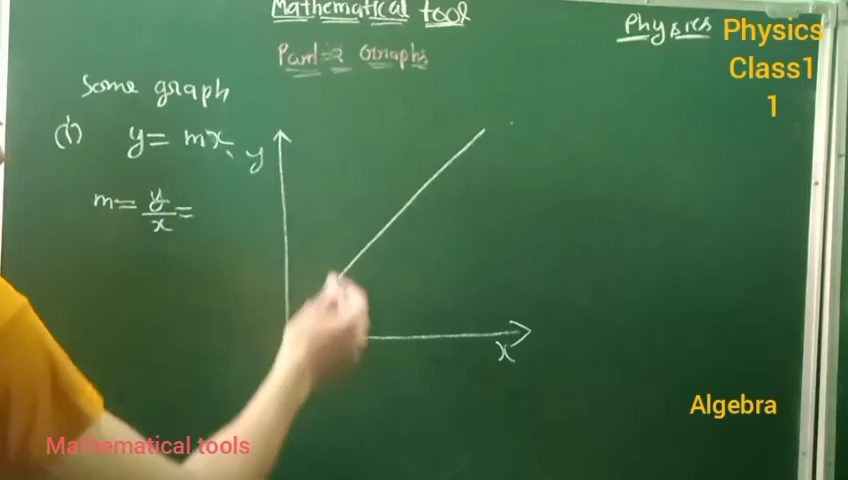 Mathematical tool
Physics
Part-2 Graphs
Some graph
(i) y = mx
y
m = y/x =
x
Physics
Class1
1
Algebra
Mathematical tools